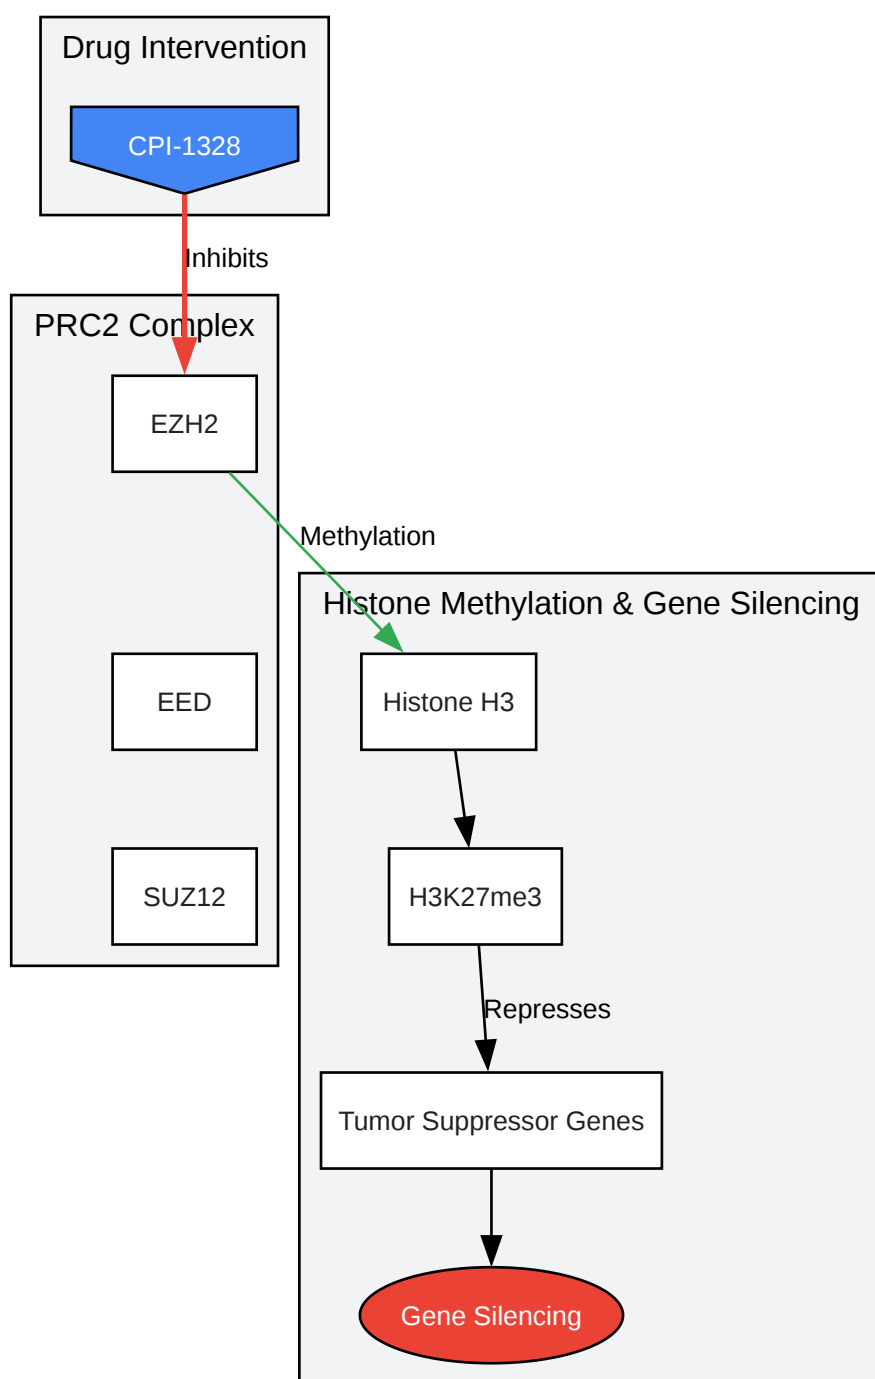 Drug Intervention
CPI-1328
Inhibits
PRC2 Complex
EZH2
Methylation
Histone Methylation & Gene Silencing
EED
Histone H3
SUZ12
H3K27me3
Represses
Tumor Suppressor Genes
Gene Silencing